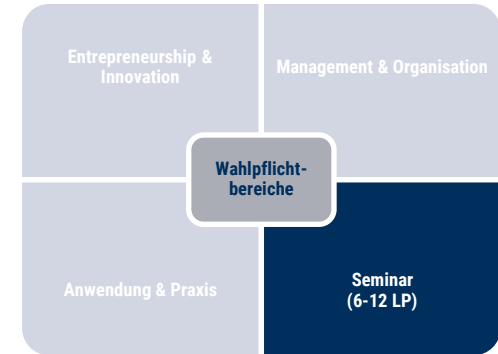 Entrepreneurship &
Innovation
Management & Organisation
Wahlpflicht-
bereiche
Anwendung & Praxis
Seminar
(6-12 LP)